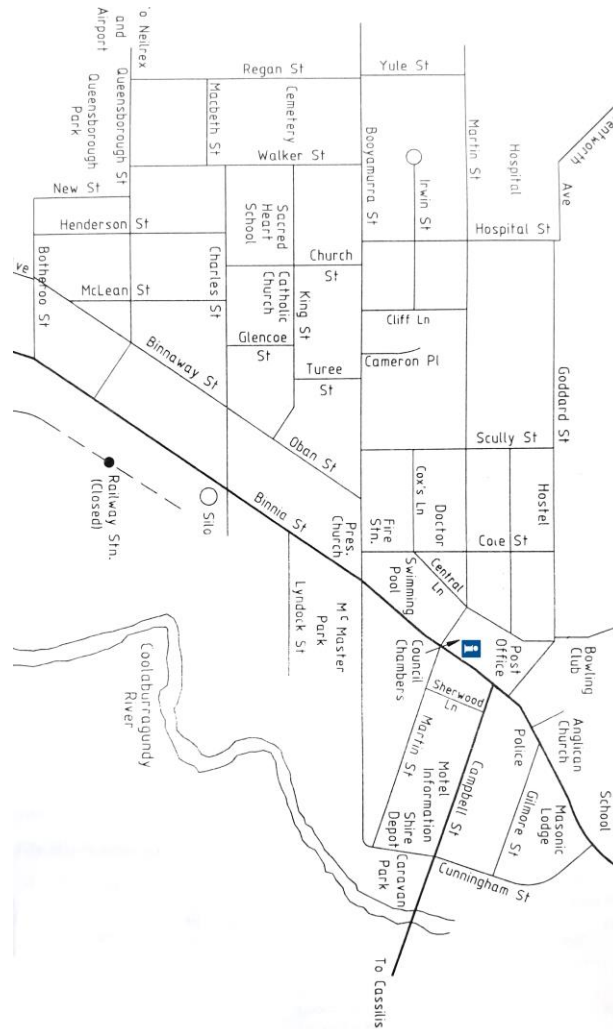 'o Neilrex
and
Airport
Queensborough St
Queensborough
Park
Regan St
Yule St
Macbeth St
Cemetery
Walker St
Booyamurra St
Irwin St
Martin St
Hospital
entworth
Ave
New St
Henderson St
Hospital St
Sacred
Heart
School
Church
St
Botheroo St
ve
McLean St
Charles St
Catholic
Church
King St
Glencoe
St
Turee
St
Cliff Ln
Cameron Pl
Goddard St
Binnaway St
Oban St
Scully St
Railway Stn.
(Closed)
Silo
Binnia St
Pres.
Church
Fire
Stn.
Cox's Ln
Doctor
Hostel
Cole St
Lyndock St
McMaster
Park
Swimming
Pool
Central
Ln
i
Post
Office
Bowling
Club
Council
Chambers
Sherwood
Ln
Coolaburragundy
River
Martin St
Motel
Information
Campbell St
Police
Anglican
Church
School
Masonic
Lodge
Gilmore St
Shire
Depot
Caravan
Park
Cunningham St
To Cassilis